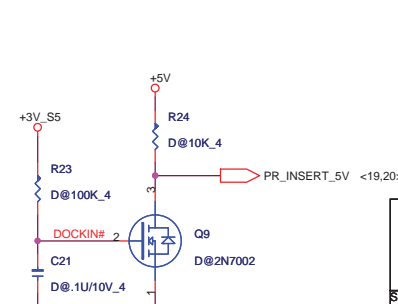 +5V
+3V_S5
R24
D@10K_4
R23
D@100K_4
3
PR_INSERT_5V <19,20
DOCKIN#
2
Q9
D@2N7002
C21
D@.1U/10V_4
1